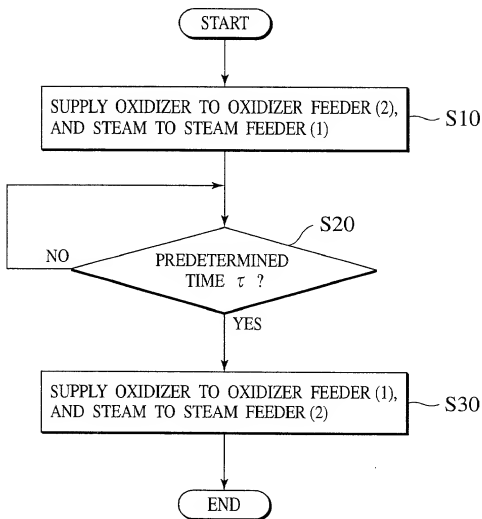 START
SUPPLY OXIDIZER TO OXIDIZER FEEDER (2),
AND STEAM TO STEAM FEEDER (1)
S10
S20
PREDETERMINED
TIME τ ?
NO
YES
SUPPLY OXIDIZER TO OXIDIZER FEEDER (1),
AND STEAM TO STEAM FEEDER (2)
S30
END